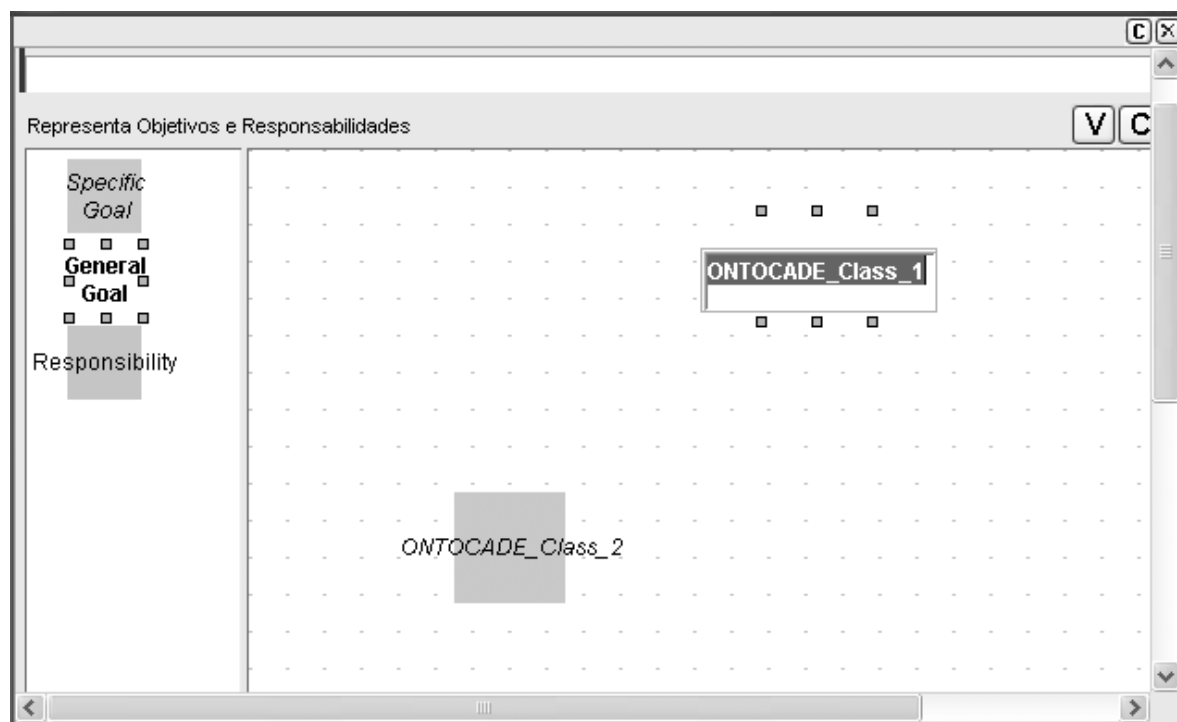 C
Representa Objetivos e Responsabilidades
V C
Specific
Goal
General
Goal
Responsibility
ONTOCADE_Class_1
ONTOCADE_Class_2